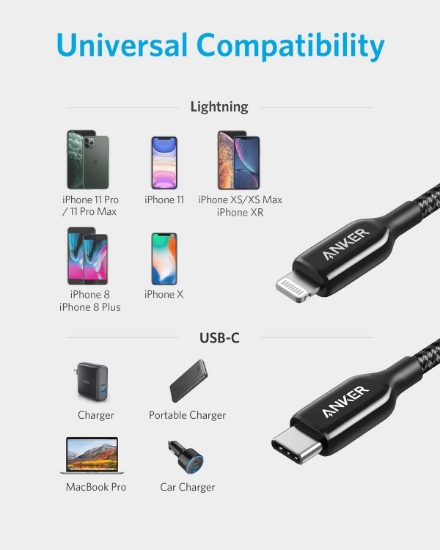 Universal Compatibility
Lightning
iPhone 11 Pro
/ 11 Pro Max
iPhone 11
iPhone XS/XS Max
iPhone XR
iPhone 8
iPhone 8 Plus
iPhone X
ANKER
USB-C
Charger
Portable Charger
MacBook Pro
Car Charger
ANKER